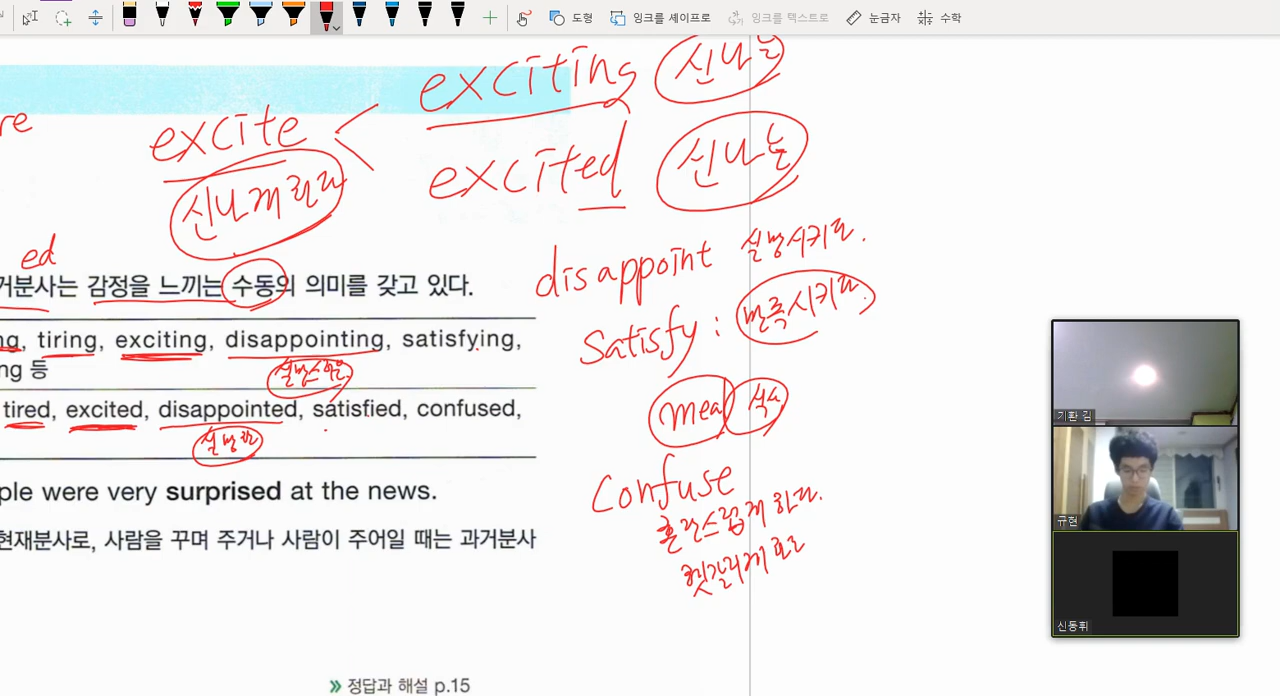 도형 잉크를 셰이프로 잉크를 텍스트로 눈금자 수학
exciting 신나는
re
excite
excited 신나는
신나게 하다
ed
disappoint 실망시키다.
거분사는 감정을 느끼는 수동의 의미를 갖고 있다.
Satisfy : 만족시키다
ng, tiring, exciting, disappointing, satisfying,
ng 등
실망스러운
meal 식사
tired, excited, disappointed, satisfied, confused,
실망한
ple were very surprised at the news.
Confuse
혼란스럽게 하다.
현재분사로, 사람을 꾸며 주거나 사람이 주어일 때는 과거분사
헷갈리게 하다
» 정답과 해설 p.15
기환 김
규현
신동휘